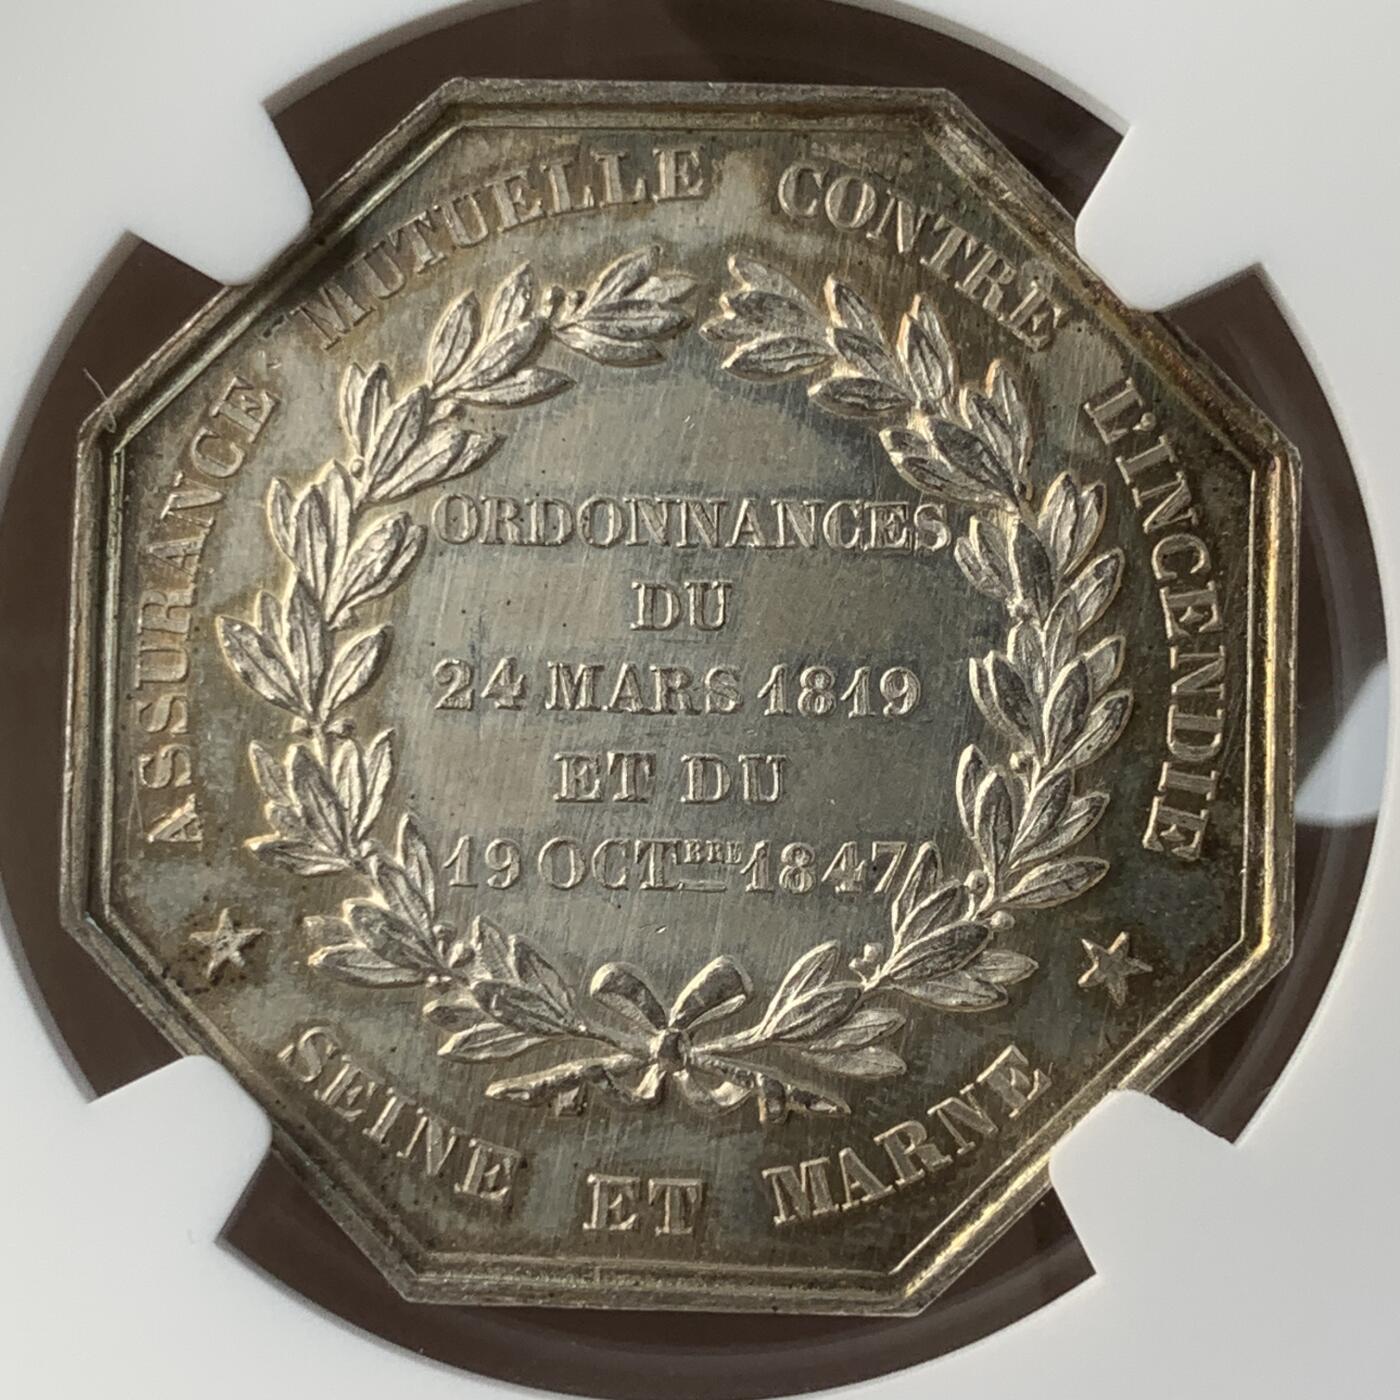 ASSURANCE MUTUELLE CONTRE L'INCENDIE
ORDONNANCES
DU
24 MARS 1819
ET DU
19 OCTBRE 1847
SEINE ET MARNE